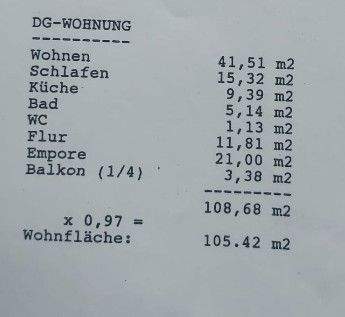 DG-WOHNUNG
----------
Wohnen 41,51 m2
Schlafen 15,32 m2
Küche 9,39 m2
Bad 5,14 m2
WC 1,13 m2
Flur 11,81 m2
Empore 21,00 m2
Balkon (1/4) 3,38 m2
---------
108,68 m2
x 0,97 =
Wohnfläche: 105.42 m2